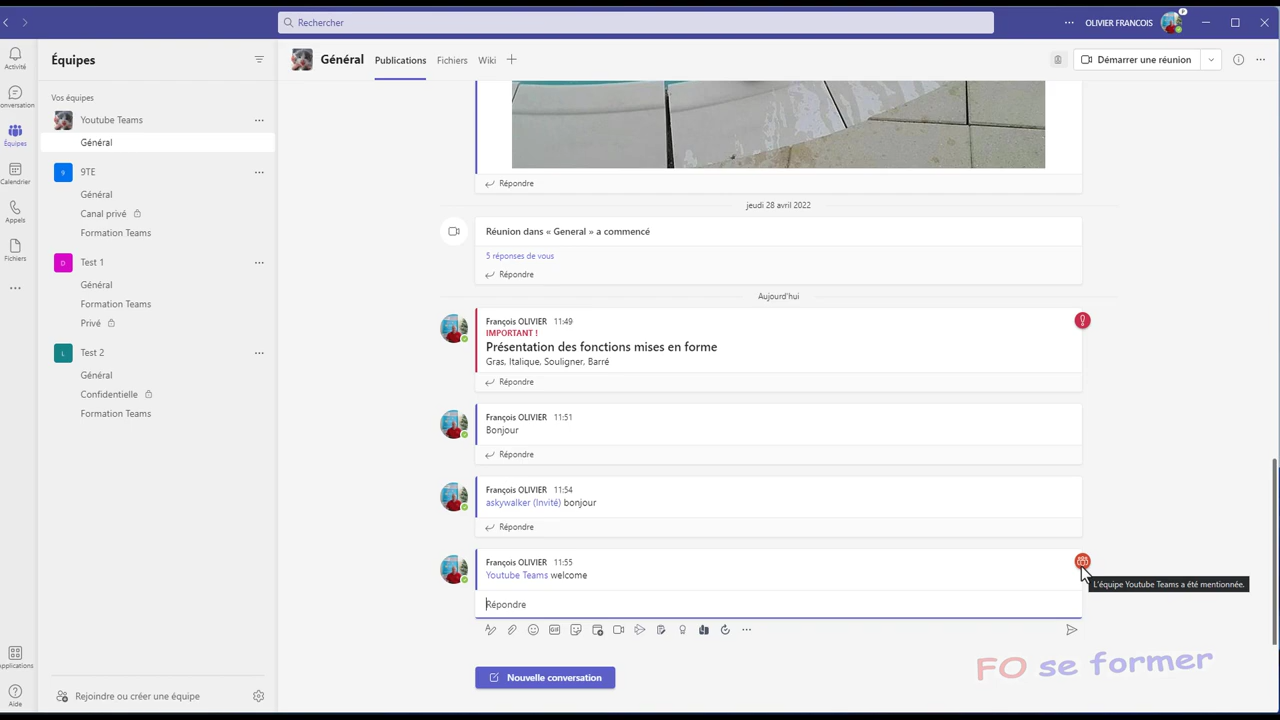 Rechercher
OLIVIER FRANCOIS
P
Activité
onversation
Équipes
Calendrier
Appels
Fichiers
applications
Aide
Équipes
Vos équipes
Youtube Teams
Général
9
9TE
Général
Canal privé
Formation Teams
D
Test 1
Général
Formation Teams
Privé
L
Test 2
Général
Confidentielle
Formation Teams
Rejoindre ou créer une équipe
Général
Publications
Fichiers
Wiki
Démarrer une réunion
Répondre
jeudi 28 avril 2022
Réunion dans « General » a commencé
5 réponses de vous
Répondre
Aujourd'hui
François OLIVIER 11:49
IMPORTANT !
Présentation des fonctions mises en forme
Gras, Italique, Souligner, Barré
Répondre
François OLIVIER 11:51
Bonjour
Répondre
François OLIVIER 11:54
askywalker (Invité) bonjour
Répondre
François OLIVIER 11:55
Youtube Teams welcome
L'équipe Youtube Teams a été mentionnée.
Répondre
GIF
Nouvelle conversation
FO se former